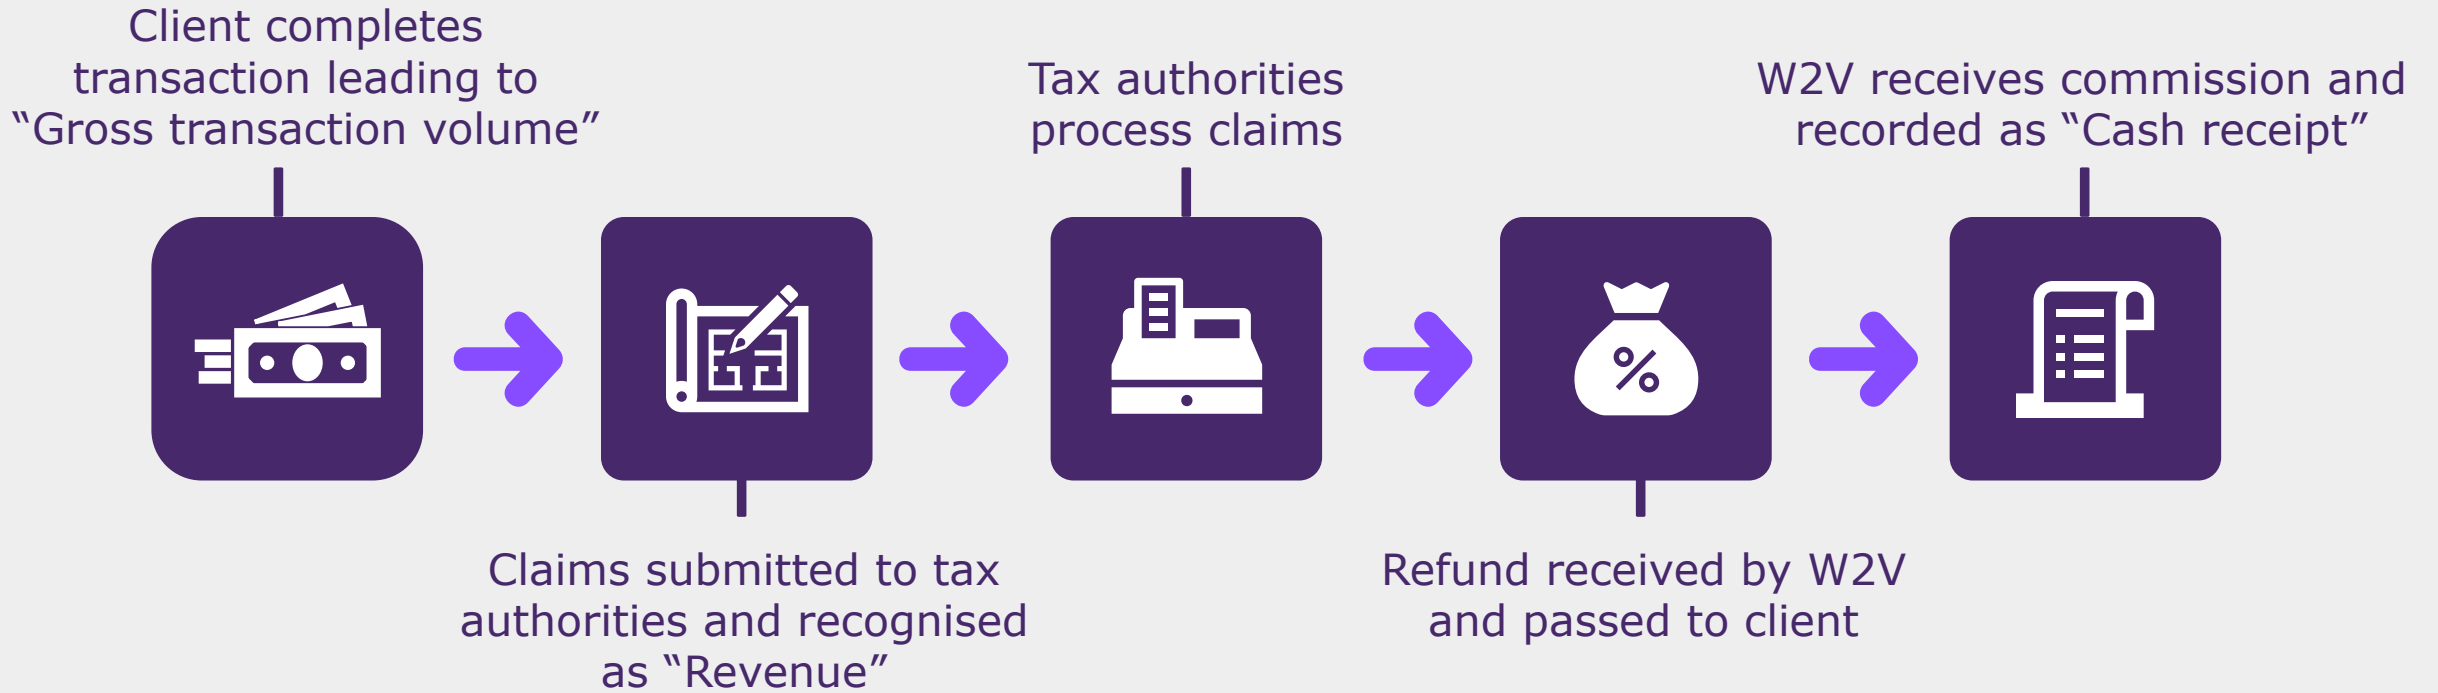 Client completes
transaction leading to
“Gross transaction volume”
Claims submitted to tax
authorities and recognised
as “Revenue”
Tax authorities
process claims
Refund received by W2V
and passed to client
W2V receives commission and
recorded as “Cash receipt”